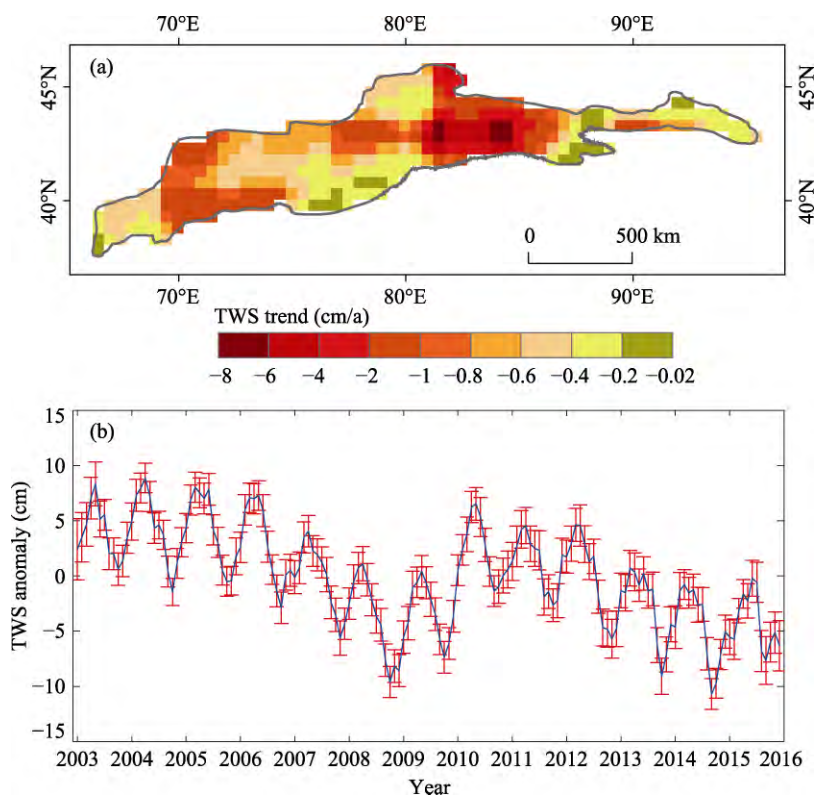 70°E 80°E 90°E
(a)
45°N 45°N
40°N 40°N
0 500 km
70°E 80°E 90°E
TWS trend (cm/a)
−8 −6 −4 −2 −1 −0.8 −0.6 −0.4 −0.2 −0.02
15
(b)
10
5
0
−5
−10
−15
TWS anomaly (cm)
2003 2004 2005 2006 2007 2008 2009 2010 2011 2012 2013 2014 2015 2016
Year